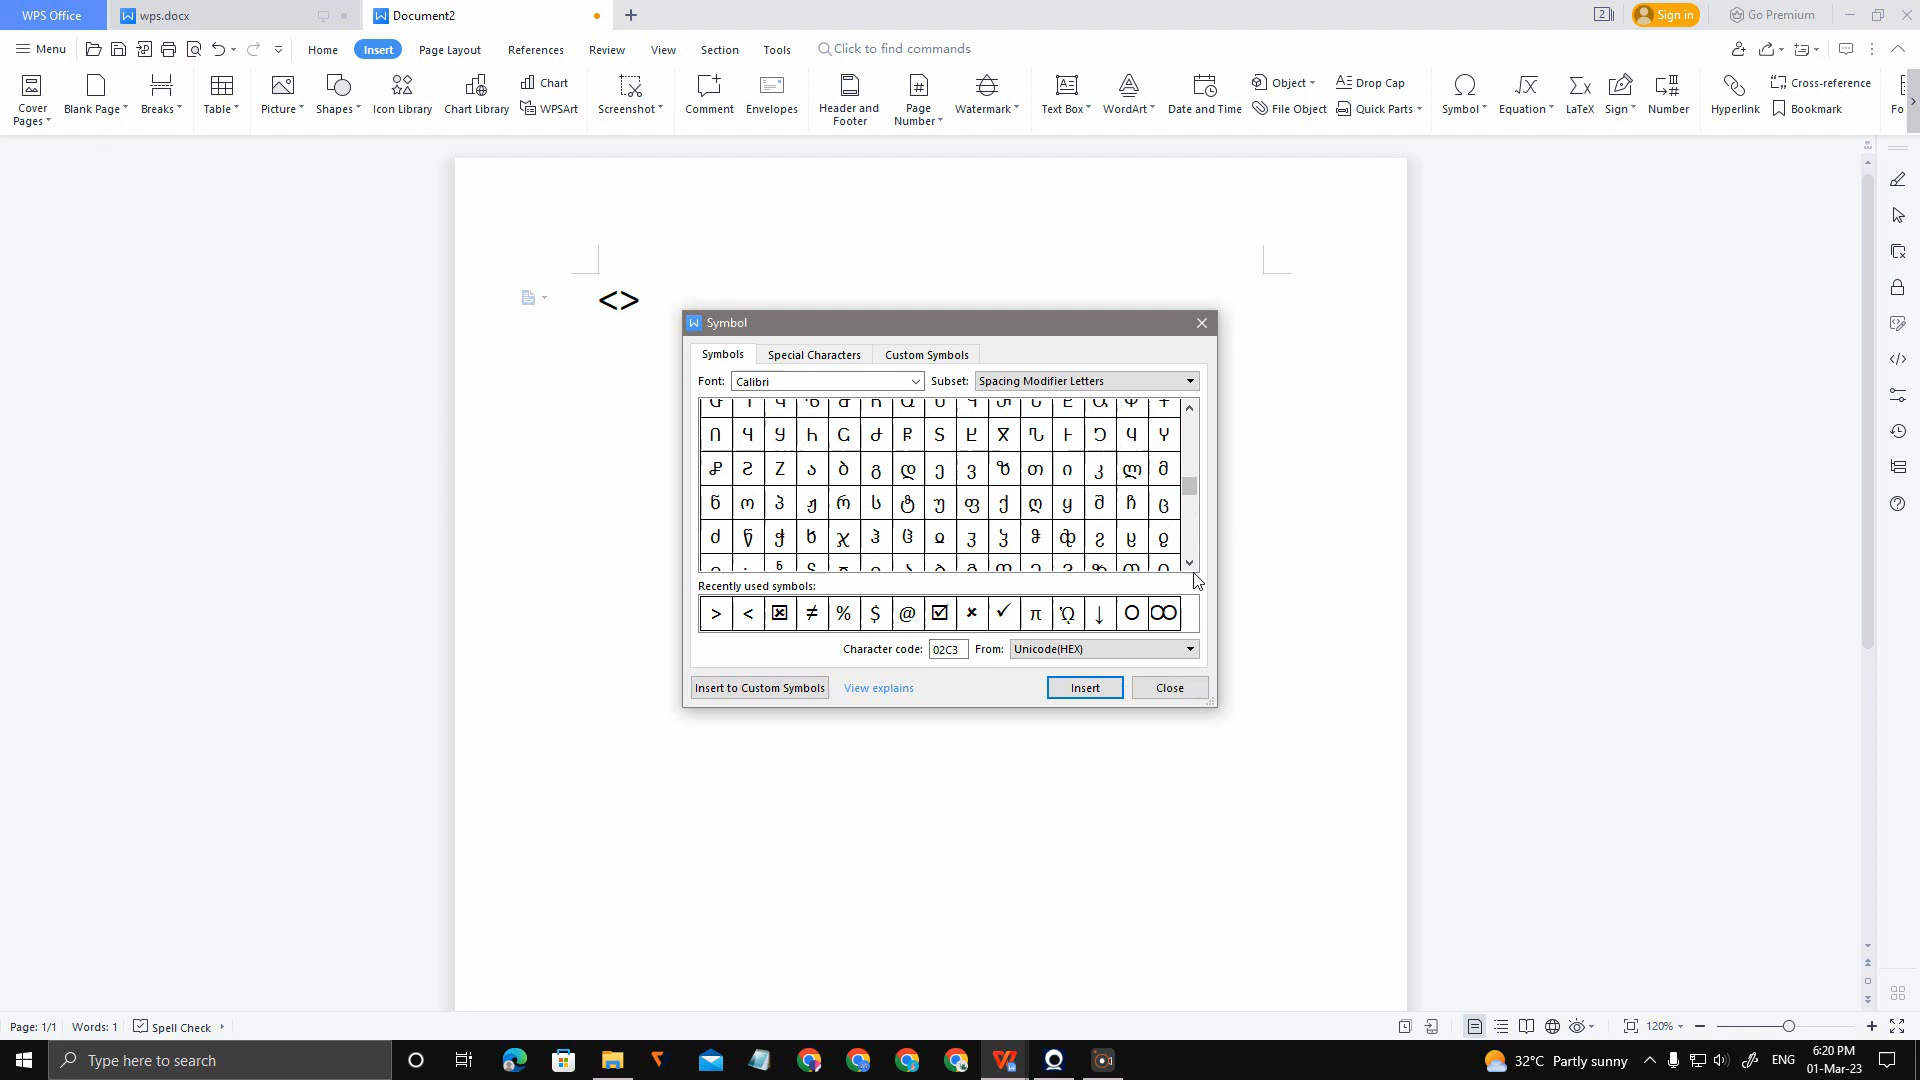 WPS Office wps.docx Document2 Sign in Go Premium
Menu Home Insert Page Layout References Review View Section Tools Click to find commands
Cover Pages Blank Page Breaks Table Picture Shapes Icon Library Chart Library Chart WPSArt Screenshot Comment Envelopes Header and Footer Page Number Watermark Text Box WordArt Date and Time Object File Object Drop Cap Quick Parts Symbol Equation LaTeX Sign Number Hyperlink Cross-reference Bookmark Fo
<>
Symbol
Symbols Special Characters Custom Symbols
Font: Calibri Subset: Spacing Modifier Letters
ა ბ გ დ ე ვ ზ თ ი კ ლ მ
ნ ო პ ჟ რ ს ტ უ ფ ქ ღ ყ შ ჩ ც
ძ წ ჭ ხ ჯ ჰ ჱ ჲ ჳ ჴ ჵ ჶ ჷ ჸ ჹ
Recently used symbols:
> < ☒ ≠ % $ @ ☑ × ✓ π ↓ O ꝏ
Character code: 02C3 From: Unicode(HEX)
Insert to Custom Symbols View explains Insert Close
Page: 1/1 Words: 1 Spell Check 120%
Type here to search 32°C Partly sunny ENG 6:20 PM
01-Mar-23